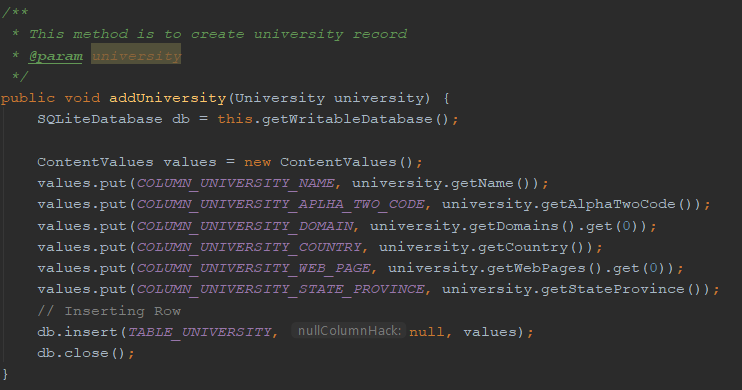 /**
 * This method is to create university record
 * @param university
 */
public void addUniversity(University university) {
    SQLiteDatabase db = this.getWritableDatabase();

    ContentValues values = new ContentValues();
    values.put(COLUMN_UNIVERSITY_NAME, university.getName());
    values.put(COLUMN_UNIVERSITY_APLHA_TWO_CODE, university.getAlphaTwoCode());
    values.put(COLUMN_UNIVERSITY_DOMAIN, university.getDomains().get(0));
    values.put(COLUMN_UNIVERSITY_COUNTRY, university.getCountry());
    values.put(COLUMN_UNIVERSITY_WEB_PAGE, university.getWebPages().get(0));
    values.put(COLUMN_UNIVERSITY_STATE_PROVINCE, university.getStateProvince());
    // Inserting Row
    db.insert(TABLE_UNIVERSITY, nullColumnHack: null, values);
    db.close();
}